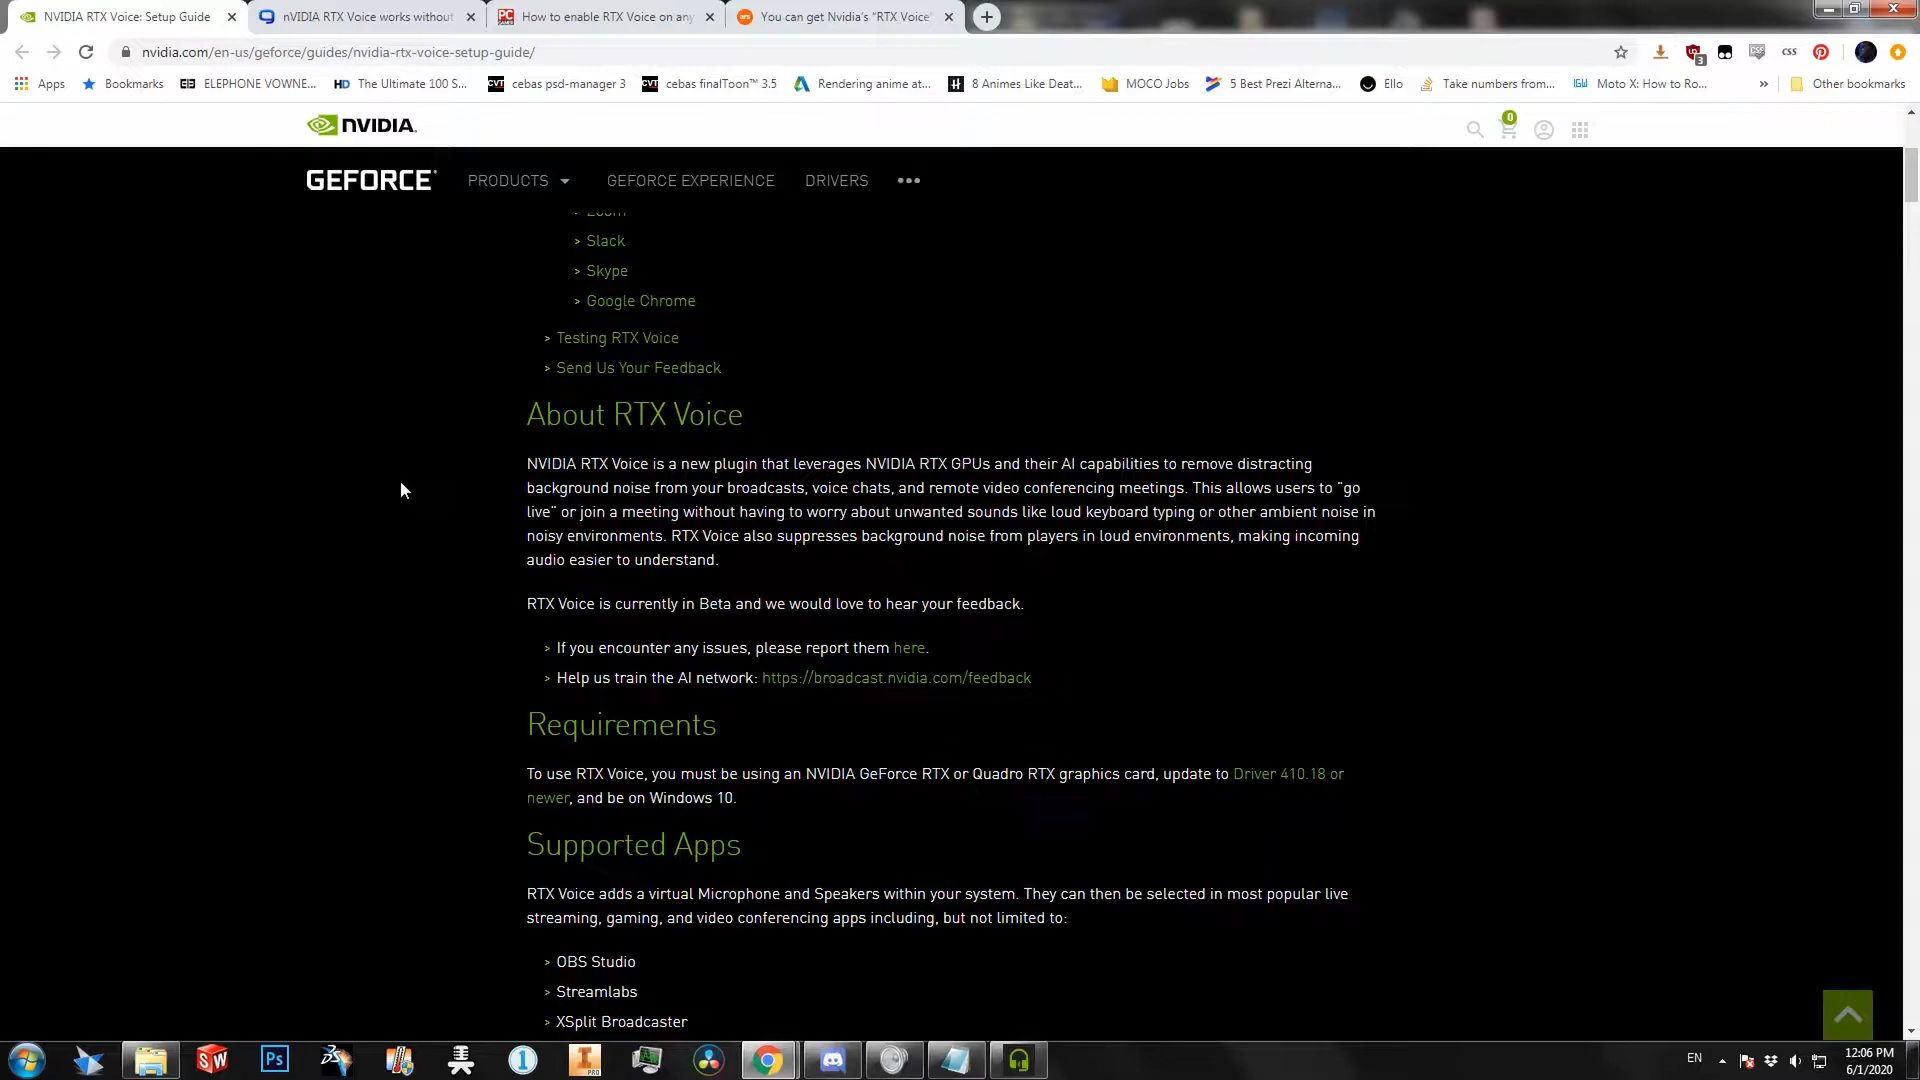 NVIDIA RTX Voice: Setup Guide
nVIDIA RTX Voice works without
How to enable RTX Voice on any
You can get Nvidia's "RTX Voice"
nvidia.com/en-us/geforce/guides/nvidia-rtx-voice-setup-guide/
3
css
Apps
Bookmarks
ELEPHONE VOWNE...
The Ultimate 100 S...
cebas psd-manager 3
cebas finalToon™ 3.5
Rendering anime at...
8 Animes Like Deat...
MOCO Jobs
5 Best Prezi Alterna...
Ello
Take numbers from...
Moto X: How to Ro...
»
Other bookmarks
NVIDIA.
0
GEFORCE
PRODUCTS
GEFORCE EXPERIENCE
DRIVERS
•••
> Zoom
> Slack
> Skype
> Google Chrome
> Testing RTX Voice
> Send Us Your Feedback
About RTX Voice
NVIDIA RTX Voice is a new plugin that leverages NVIDIA RTX GPUs and their AI capabilities to remove distracting
background noise from your broadcasts, voice chats, and remote video conferencing meetings. This allows users to "go
live" or join a meeting without having to worry about unwanted sounds like loud keyboard typing or other ambient noise in
noisy environments. RTX Voice also suppresses background noise from players in loud environments, making incoming
audio easier to understand.
RTX Voice is currently in Beta and we would love to hear your feedback.
> If you encounter any issues, please report them here.
> Help us train the AI network: https://broadcast.nvidia.com/feedback
Requirements
To use RTX Voice, you must be using an NVIDIA GeForce RTX or Quadro RTX graphics card, update to Driver 410.18 or
newer, and be on Windows 10.
Supported Apps
RTX Voice adds a virtual Microphone and Speakers within your system. They can then be selected in most popular live
streaming, gaming, and video conferencing apps including, but not limited to:
> OBS Studio
> Streamlabs
> XSplit Broadcaster
SW
Ps
1
I
PRO
EN
12:06 PM
6/1/2020